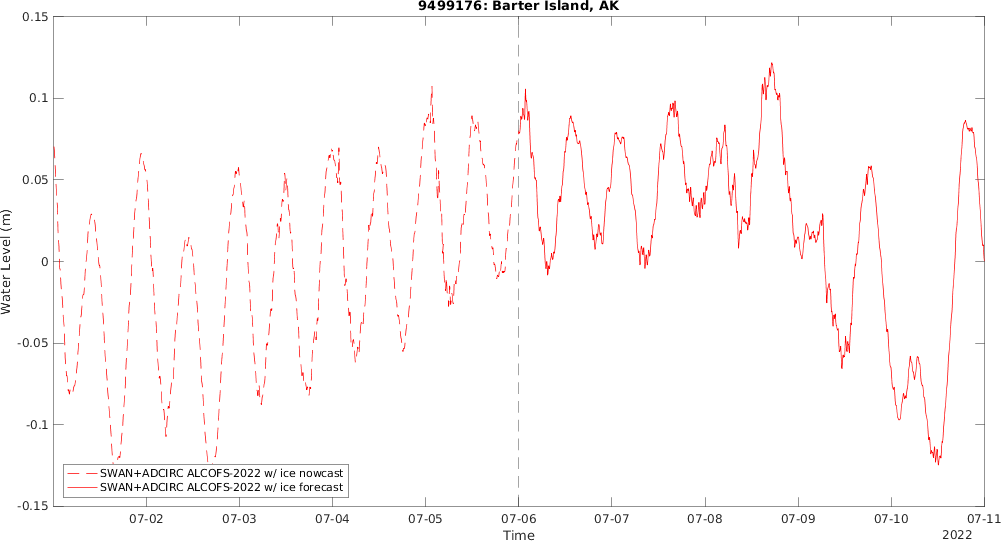 9499176: Barter Island, AK
0.15
0.1
0.05
0
-0.05
-0.1
-0.15
Water Level (m)
SWAN+ADCIRC ALCOFS-2022 w/ ice nowcast
SWAN+ADCIRC ALCOFS-2022 w/ ice forecast
07-02 07-03 07-04 07-05 07-06 07-07 07-08 07-09 07-10 07-11
Time
2022